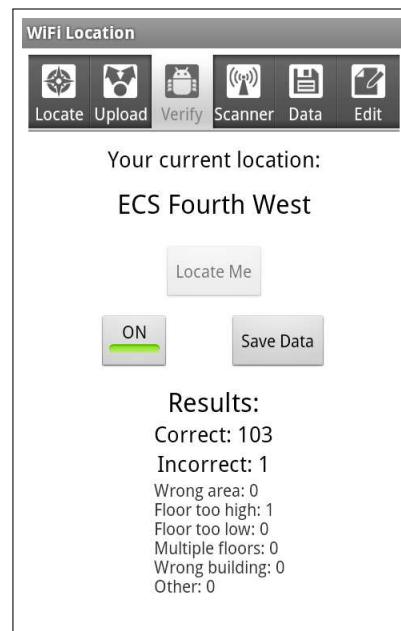 WiFi Location
Locate Upload Verify Scanner Data Edit
Your current location:
ECS Fourth West
Locate Me
ON Save Data
Results:
Correct: 103
Incorrect: 1
Wrong area: 0
Floor too high: 1
Floor too low: 0
Multiple floors: 0
Wrong building: 0
Other: 0